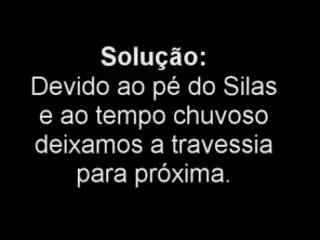 Solução:
Devido ao pé do Silas
e ao tempo chuvoso
deixamos a travessia
para próxima.